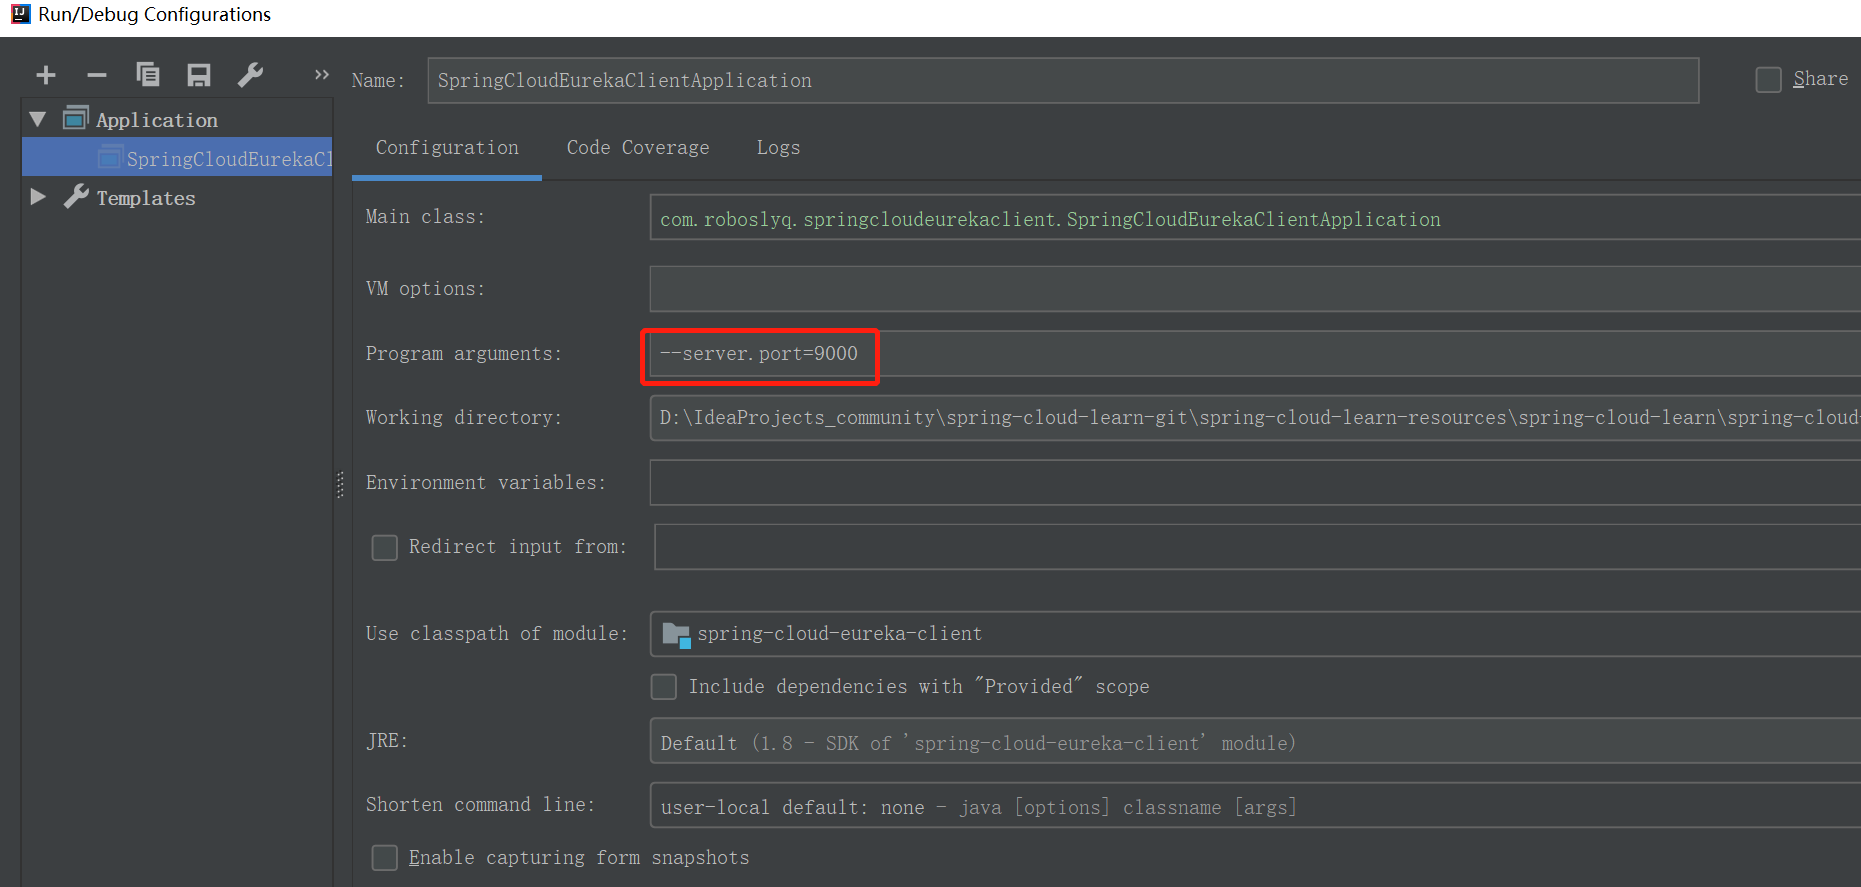 Run/Debug Configurations
Name: SpringCloudEurekaClientApplication Share
Application
SpringCloudEurekaCl
Templates
Configuration Code Coverage Logs
Main class: com.roboslyq.springcloudeurekaclient.SpringCloudEurekaClientApplication
VM options:
Program arguments: --server.port=9000
Working directory: D:\IdeaProjects_community\spring-cloud-learn-git\spring-cloud-learn-resources\spring-cloud-learn\spring-cloud-
Environment variables:
Redirect input from:
Use classpath of module: spring-cloud-eureka-client
Include dependencies with "Provided" scope
JRE: Default (1.8 - SDK of 'spring-cloud-eureka-client' module)
Shorten command line: user-local default: none - java [options] classname [args]
Enable capturing form snapshots